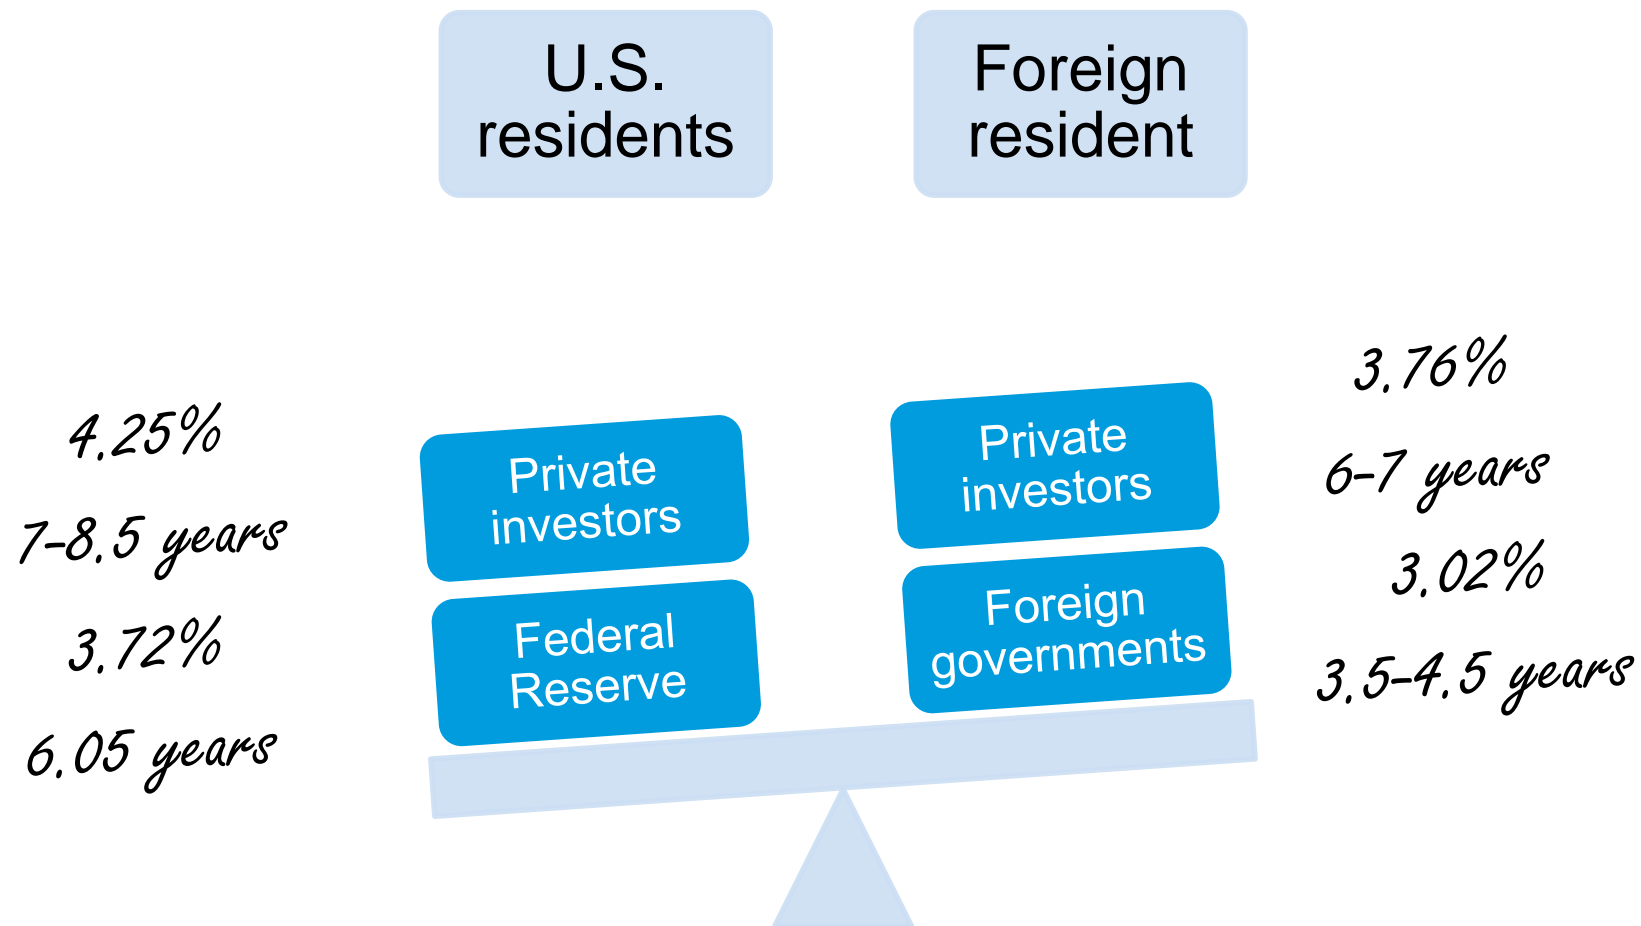 U.S.
residents
Foreign
resident
4.25%
7-8.5 years
3.72%
6.05 years
Private
investors
Federal
Reserve
Private
investors
Foreign
governments
3.76%
6-7 years
3.02%
3.5-4.5 years